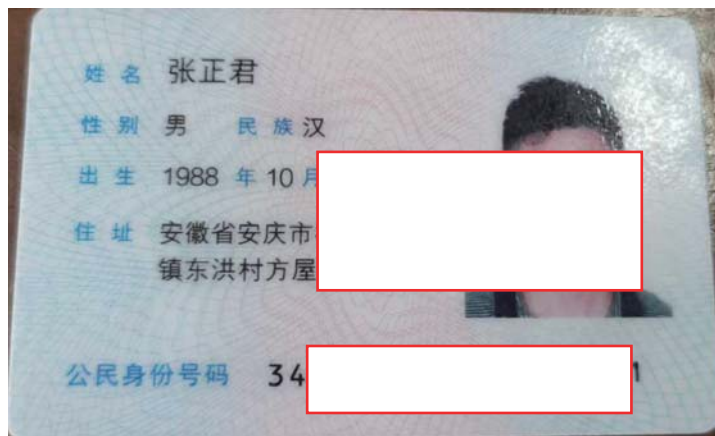 姓名 张正君
性别 男 民族 汉
出生 1988 年 10 月
住址 安徽省安庆市
镇东洪村方屋
公民身份号码 34 1